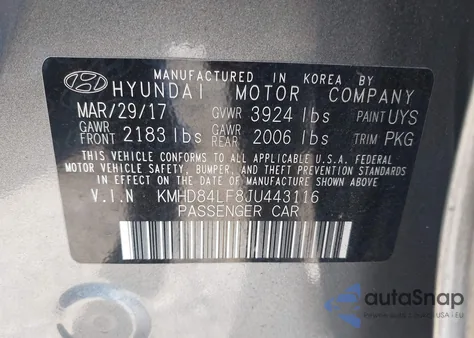 MANUFACTURED IN KOREA BY
HYUNDAI MOTOR COMPANY
MAR/29/17 GVWR 3924 lbs PAINT UYS
GAWR FRONT 2183 lbs GAWR REAR 2006 lbs TRIM PKG
THIS VEHICLE CONFORMS TO ALL APPLICABLE U.S.A. FEDERAL
MOTOR VEHICLE SAFETY, BUMPER, AND THEFT PREVENTION STANDARDS
IN EFFECT ON THE DATE OF MANUFACTURE SHOWN ABOVE.
V.I.N KMHD84LF8JU443116
PASSENGER CAR
autoSnap